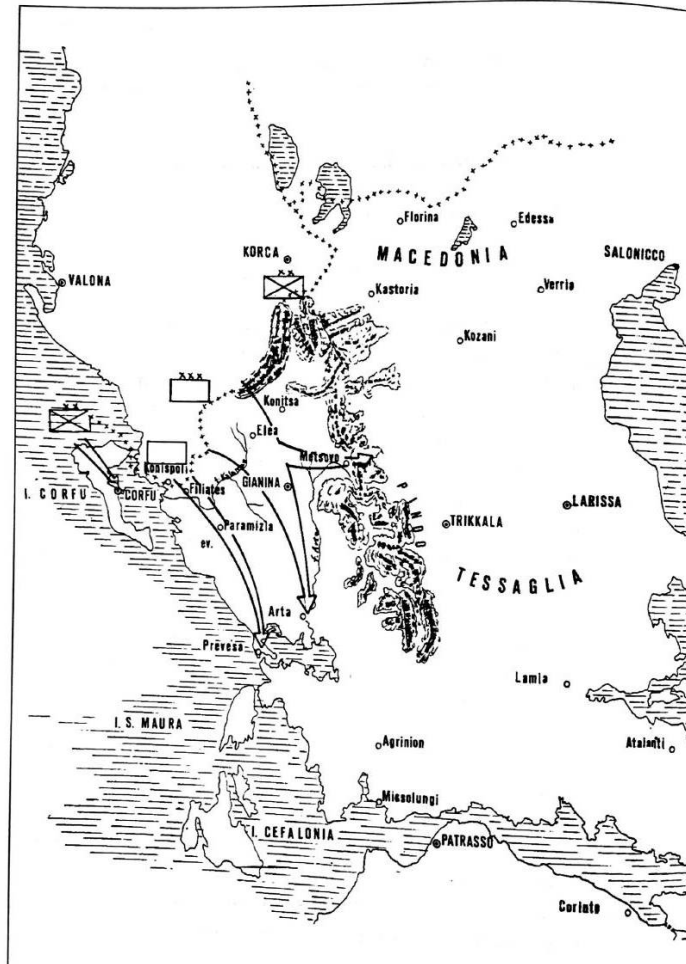 Florina
Edessa
KORCA
MACEDONIA
SALONICCO
VALONA
Kastoria
Verria
Kozani
Konitsa
Elea
Metsovo
Konispoli
GIANINA
I. CORFU
CORFU
Filiates
LARISSA
TRIKKALA
Paramizia
ev.
TESSAGLIA
Arta
Prevesa
Lamia
I. S. MAURA
Agrinion
Atalanti
Missolungi
I. CEFALONIA
PATRASSO
Corinto